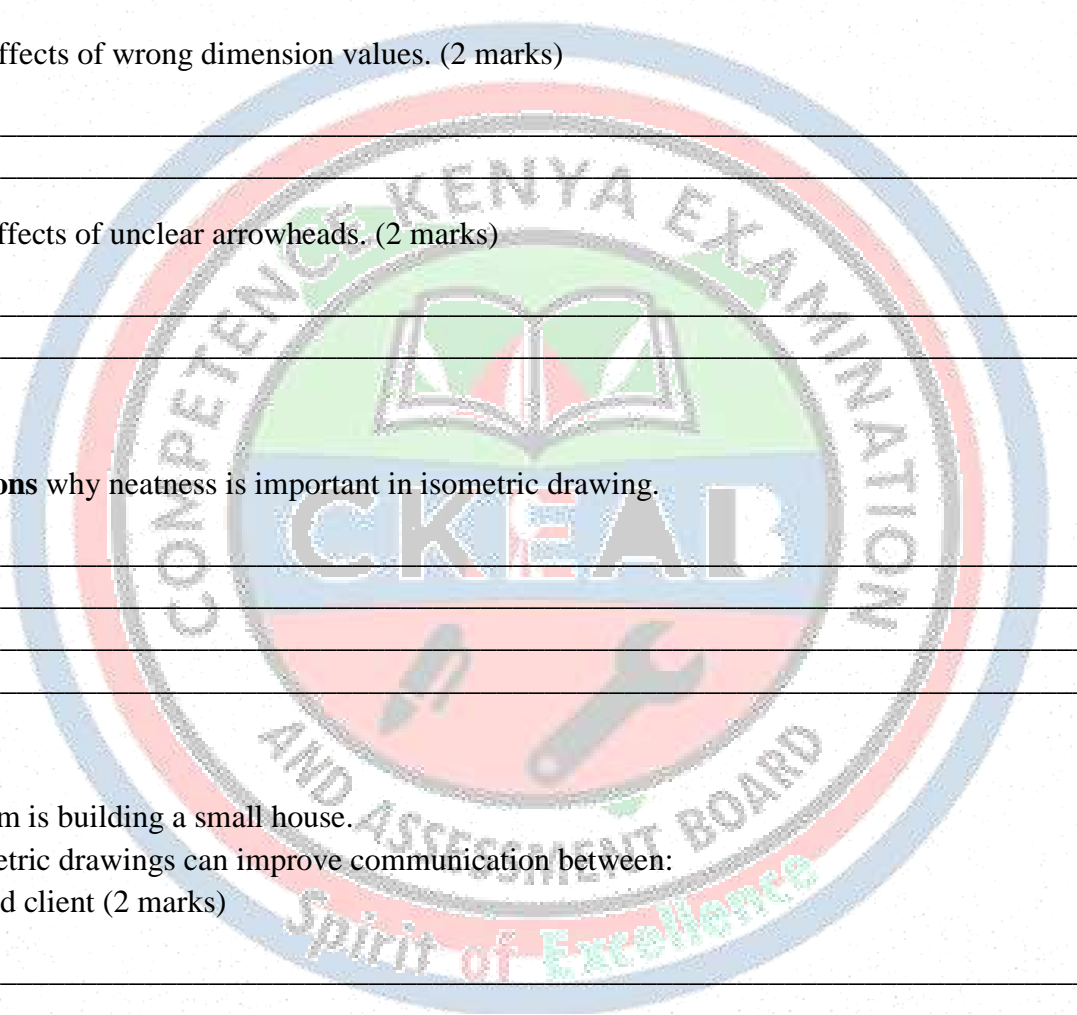 ffects of wrong dimension values. (2 marks)
ffects of unclear arrowheads. (2 marks)
ons why neatness is important in isometric drawing.
m is building a small house.
etric drawings can improve communication between:
d client (2 marks)
COMPETENCE KENYA EXAMINATION
CKEAB
AND ASSESSMENT BOARD
Spirit of Excellence